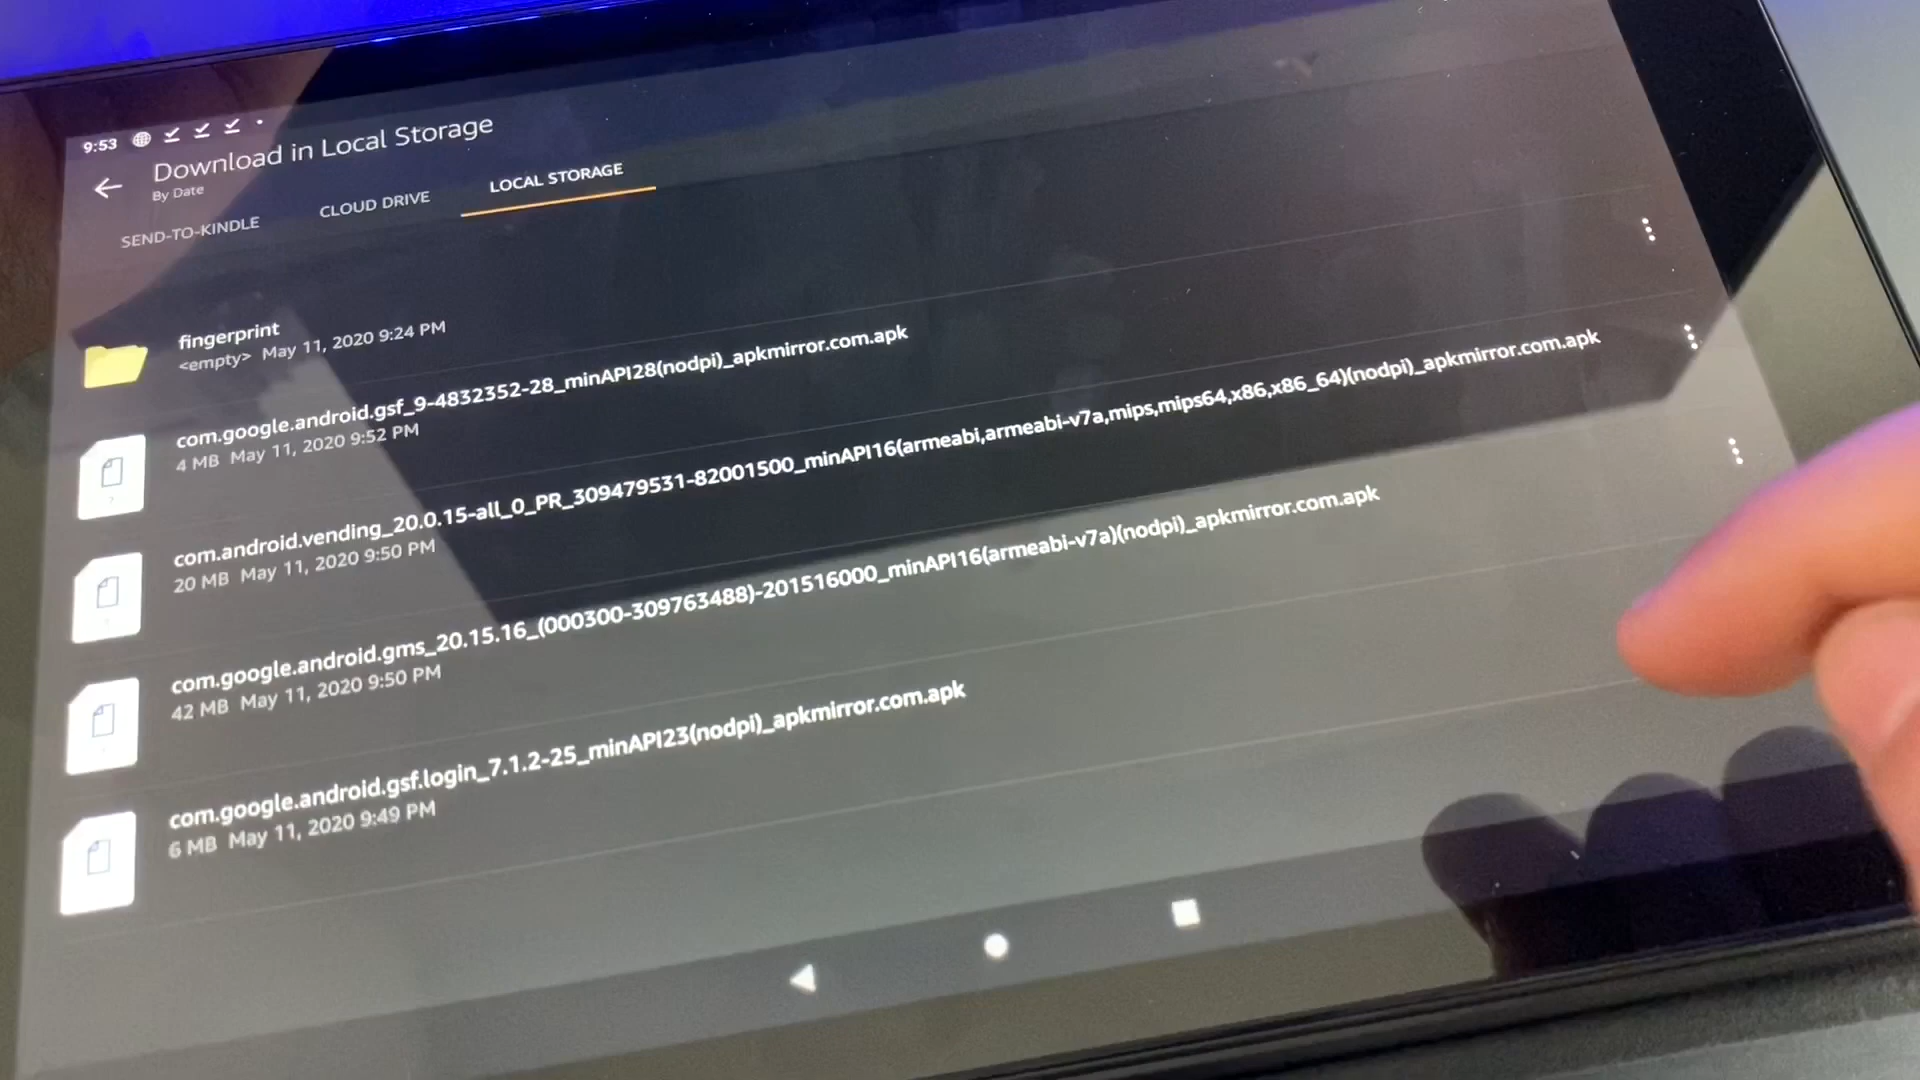 9:53
Download in Local Storage
By Date
SEND-TO-KINDLE
CLOUD DRIVE
LOCAL STORAGE
fingerprint
<empty> May 11, 2020 9:24 PM
com.google.android.gsf_9-4832352-28_minAPI28(nodpi)_apkmirror.com.apk
4 MB May 11, 2020 9:52 PM
com.android.vending_20.0.15-all_0_PR_309479531-82001500_minAPI16(armeabi,armeabi-v7a,mips,mips64,x86,x86_64)(nodpi)_apkmirror.com.apk
20 MB May 11, 2020 9:50 PM
com.google.android.gms_20.15.16_(000300-309763488)-201516000_minAPI16(armeabi-v7a)(nodpi)_apkmirror.com.apk
42 MB May 11, 2020 9:50 PM
com.google.android.gsf.login_7.1.2-25_minAPI23(nodpi)_apkmirror.com.apk
6 MB May 11, 2020 9:49 PM